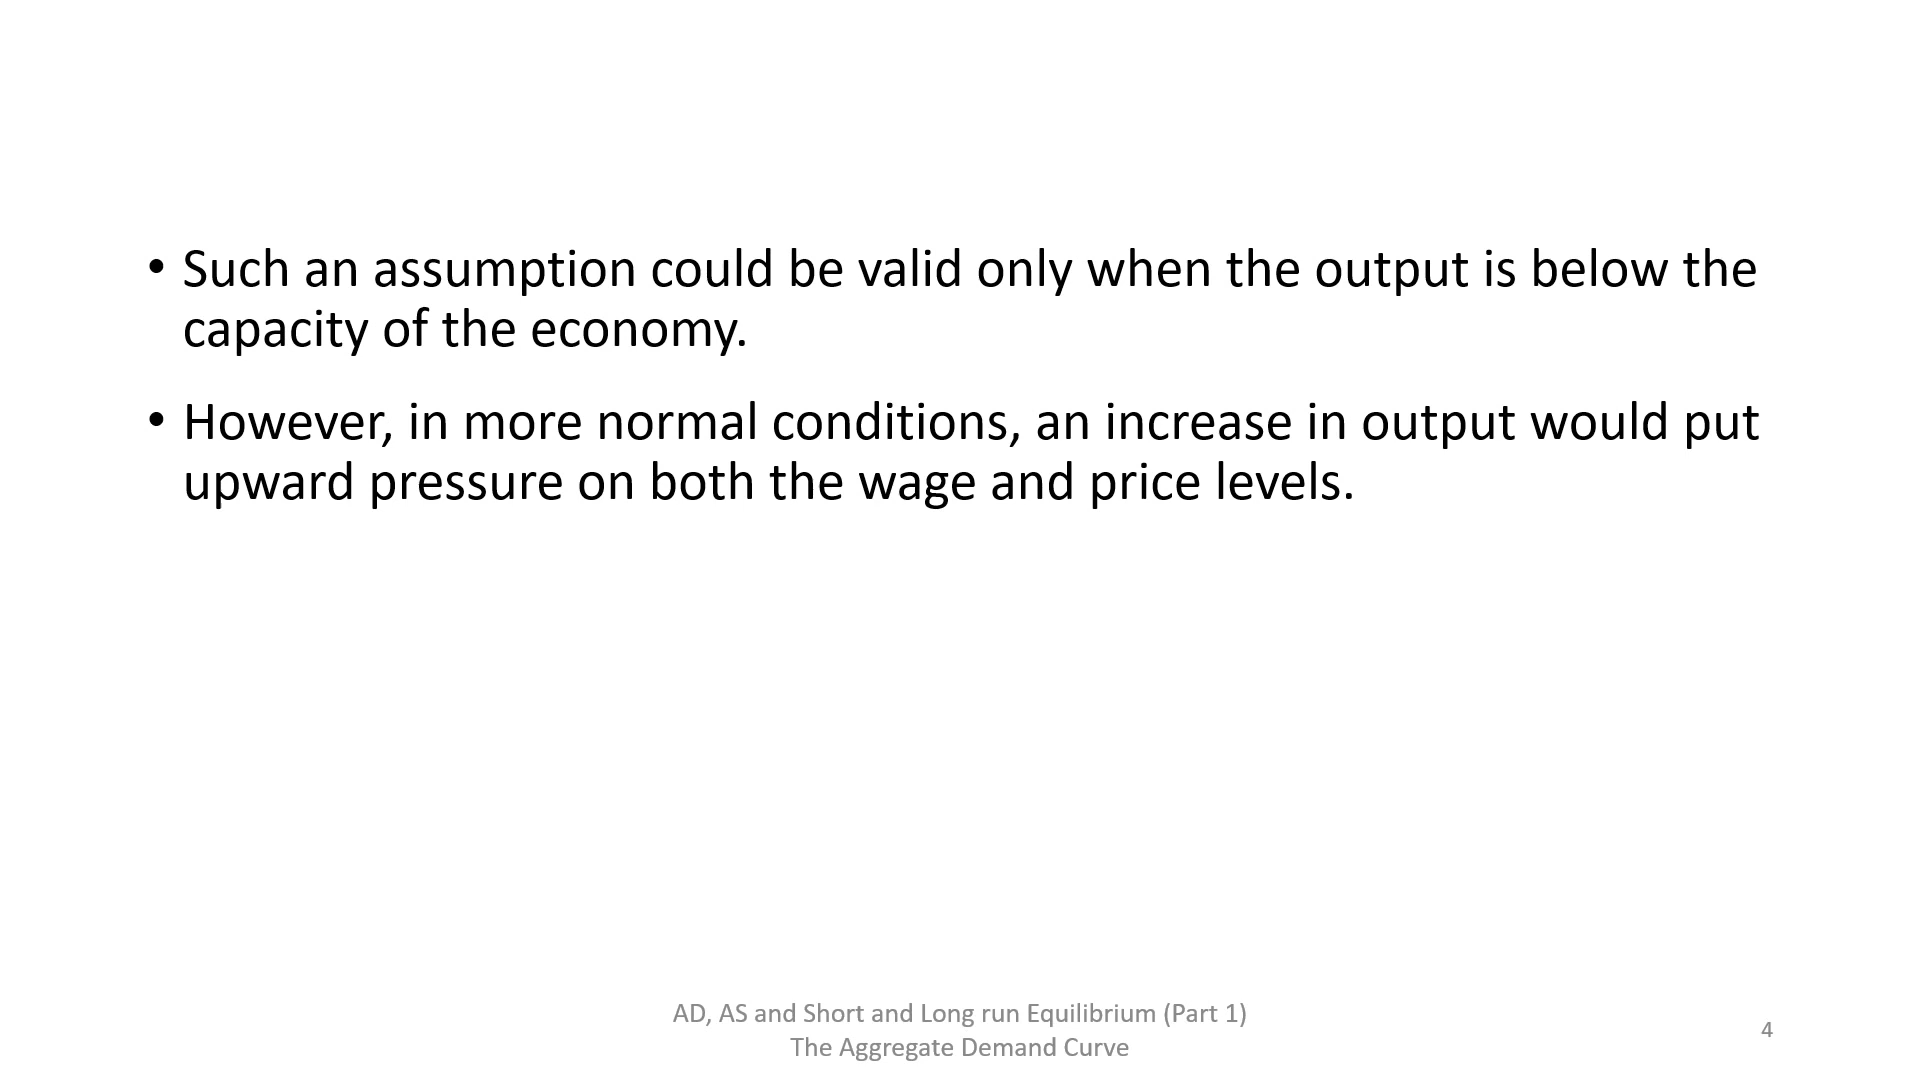 • Such an assumption could be valid only when the output is below the
capacity of the economy.
• However, in more normal conditions, an increase in output would put
upward pressure on both the wage and price levels.
AD, AS and Short and Long run Equilibrium (Part 1)
The Aggregate Demand Curve
4